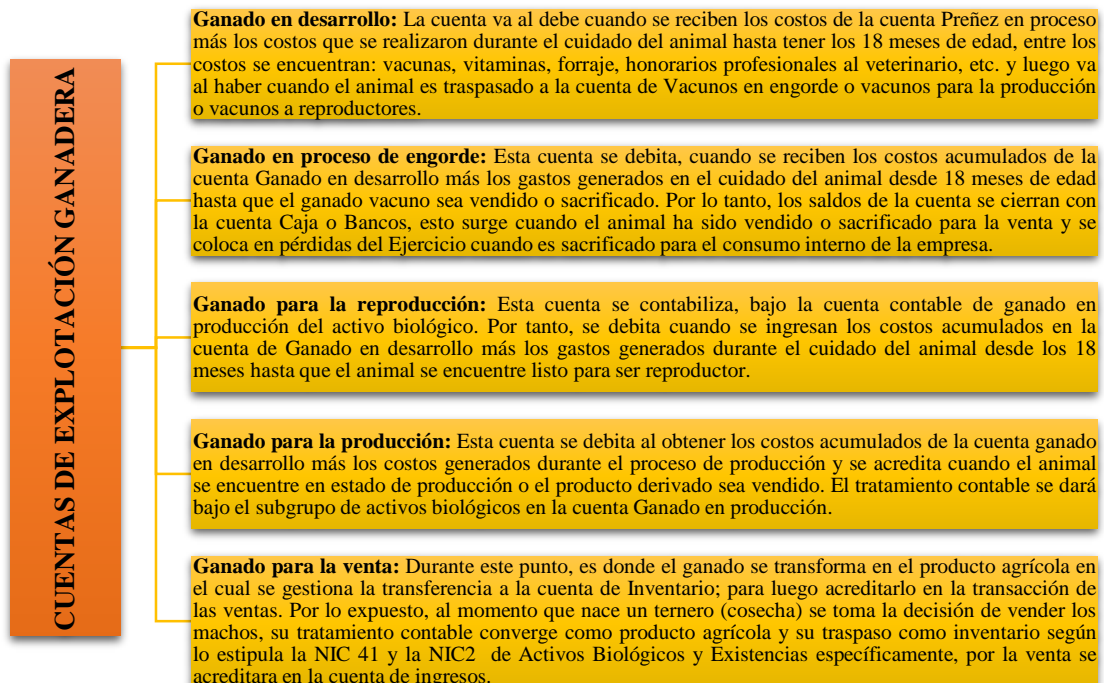 CUENTAS DE EXPLOTACIÓN GANADERA
Ganado en desarrollo: La cuenta va al debe cuando se reciben los costos de la cuenta Preñez en proceso
más los costos que se realizaron durante el cuidado del animal hasta tener los 18 meses de edad, entre los
costos se encuentran: vacunas, vitaminas, forraje, honorarios profesionales al veterinario, etc. y luego va
al haber cuando el animal es traspasado a la cuenta de Vacunos en engorde o vacunos para la producción
o vacunos a reproductores.
Ganado en proceso de engorde: Esta cuenta se debita, cuando se reciben los costos acumulados de la
cuenta Ganado en desarrollo más los gastos generados en el cuidado del animal desde 18 meses de edad
hasta que el ganado vacuno sea vendido o sacrificado. Por lo tanto, los saldos de la cuenta se cierran con
la cuenta Caja o Bancos, esto surge cuando el animal ha sido vendido o sacrificado para la venta y se
coloca en pérdidas del Ejercicio cuando es sacrificado para el consumo interno de la empresa.
Ganado para la reproducción: Esta cuenta se contabiliza, bajo la cuenta contable de ganado en
producción del activo biológico. Por tanto, se debita cuando se ingresan los costos acumulados en la
cuenta de Ganado en desarrollo más los gastos generados durante el cuidado del animal desde los 18
meses hasta que el animal se encuentre listo para ser reproductor.
Ganado para la producción: Esta cuenta se debita al obtener los costos acumulados de la cuenta ganado
en desarrollo más los costos generados durante el proceso de producción y se acredita cuando el animal
se encuentre en estado de producción o el producto derivado sea vendido. El tratamiento contable se dará
bajo el subgrupo de activos biológicos en la cuenta Ganado en producción.
Ganado para la venta: Durante este punto, es donde el ganado se transforma en el producto agrícola en
el cual se gestiona la transferencia a la cuenta de Inventario; para luego acreditarlo en la transacción de
las ventas. Por lo expuesto, al momento que nace un ternero (cosecha) se toma la decisión de vender los
machos, su tratamiento contable converge como producto agrícola y su traspaso como inventario según
lo estipula la NIC 41 y la NIC2 de Activos Biológicos y Existencias específicamente, por la venta se
acreditara en la cuenta de ingresos.